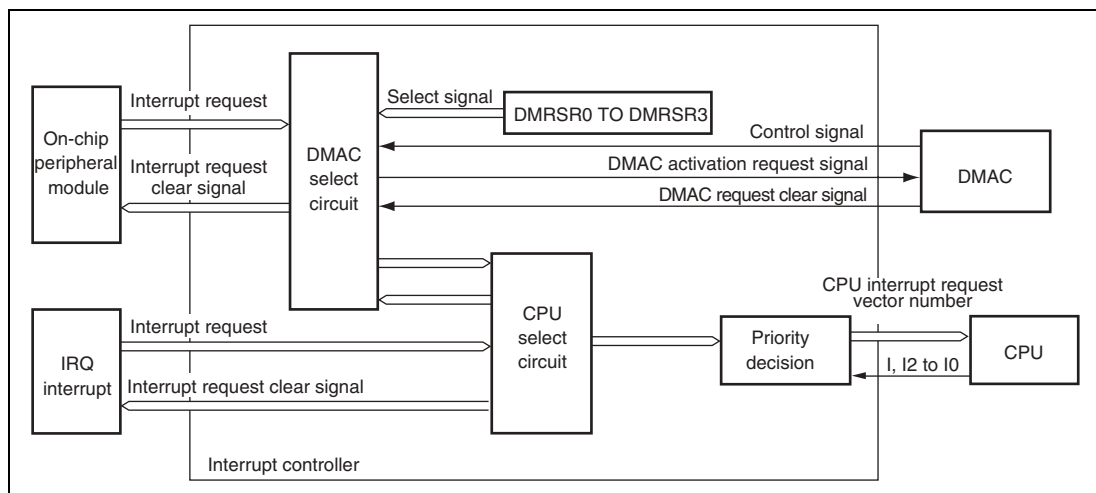 Interrupt request
On-chip
peripheral
module
Interrupt request
clear signal
DMAC
select
circuit
Select signal
DMRSR0 TO DMRSR3
Control signal
DMAC activation request signal
DMAC request clear signal
DMAC
IRQ
interrupt
Interrupt request
Interrupt request clear signal
CPU
select
circuit
Priority
decision
CPU interrupt request
vector number
I, I2 to I0
CPU
Interrupt controller